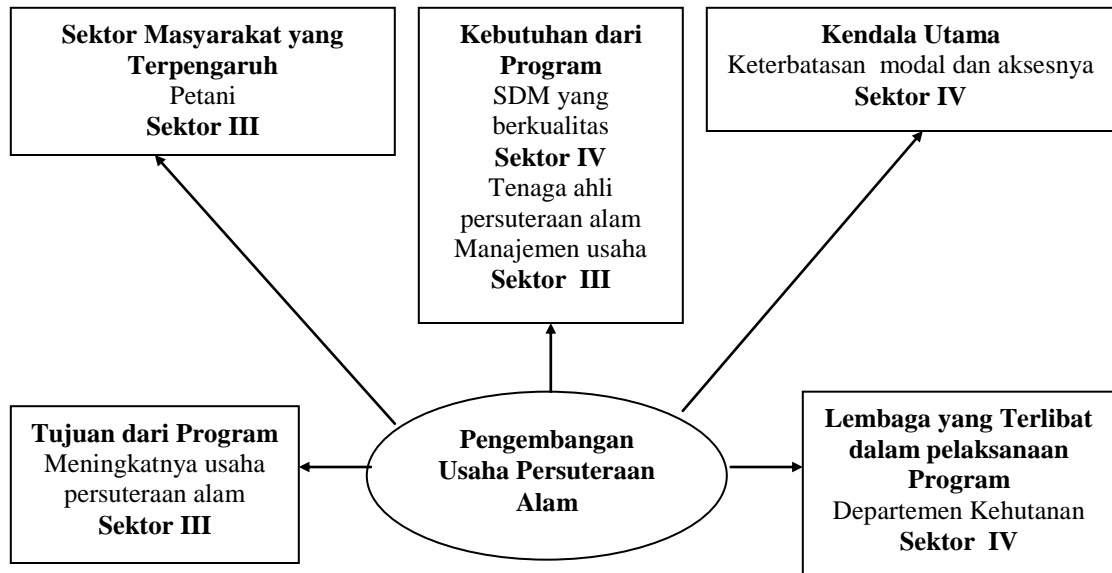 Sektor Masyarakat yang
Terpengaruh
Petani
Sektor III
Kebutuhan dari
Program
SDM yang
berkualitas
Sektor IV
Tenaga ahli
persuteraan alam
Manajemen usaha
Sektor III
Kendala Utama
Keterbatasan modal dan aksesnya
Sektor IV
Tujuan dari Program
Meningkatnya usaha
persuteraan alam
Sektor III
Pengembangan
Usaha Persuteraan
Alam
Lembaga yang Terlibat
dalam pelaksanaan
Program
Departemen Kehutanan
Sektor IV